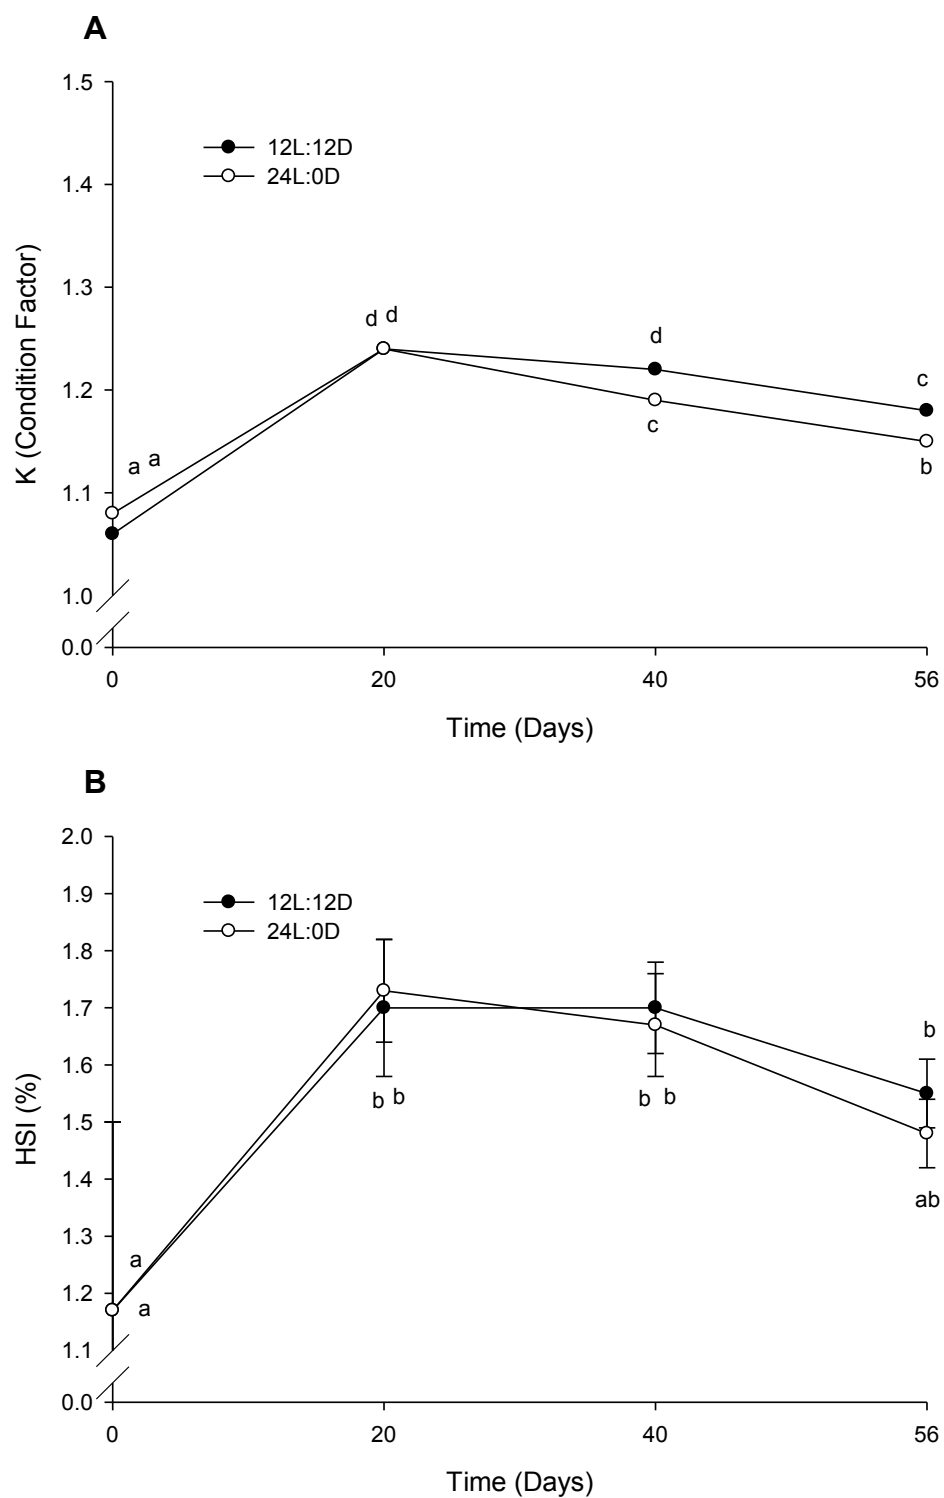 A
1.5
12L:12D
24L:0D
1.4
1.3
d d
d
c
1.2
c
b
a a
1.1
1.0
0.0
K (Condition Factor)
0 20 40 56
Time (Days)
B
2.0
1.9
12L:12D
24L:0D
1.8
1.7
b
1.6
b b
b b
1.5
1.4
ab
1.3
a
1.2
a
1.1
0.0
HSI (%)
0 20 40 56
Time (Days)